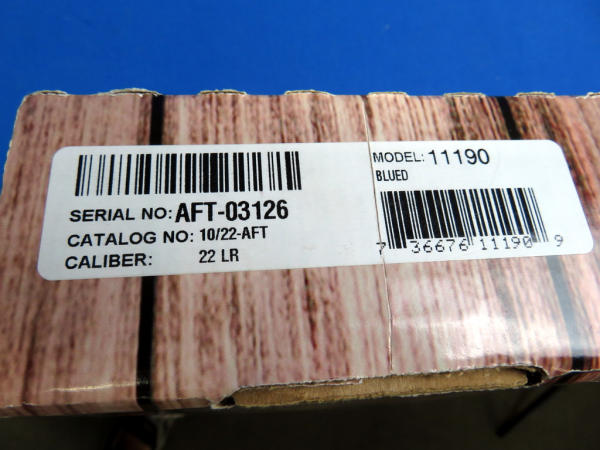 SERIAL NO: AFT-03126
CATALOG NO: 10/22-AFT
CALIBER: 22 LR
MODEL: 11190
BLUED
7 36676 11190 9